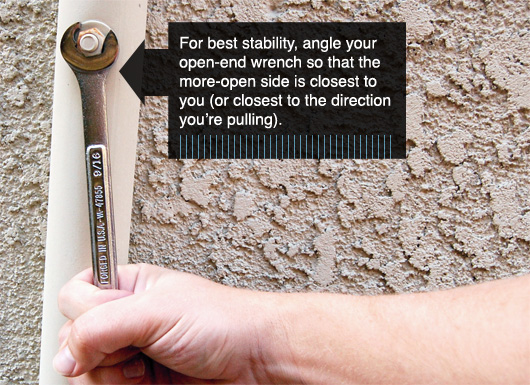 For best stability, angle your
open-end wrench so that the
more-open side is closest to
you (or closest to the direction
you're pulling).
9/16
FORGED IN U.S.A.-W-47855